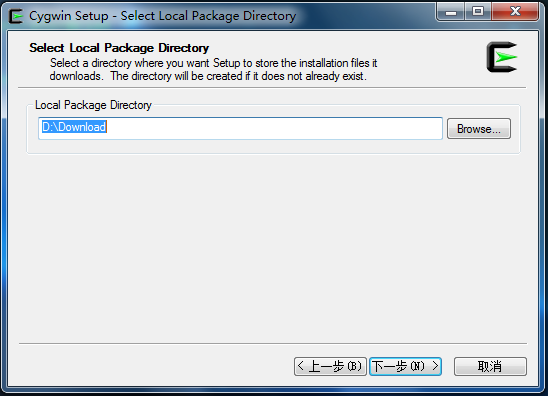 Cygwin Setup - Select Local Package Directory
Select Local Package Directory
Select a directory where you want Setup to store the installation files it
downloads. The directory will be created if it does not already exist.
Local Package Directory
D:\Download
Browse...
< 上一步(B)
下一步(N) >
取消